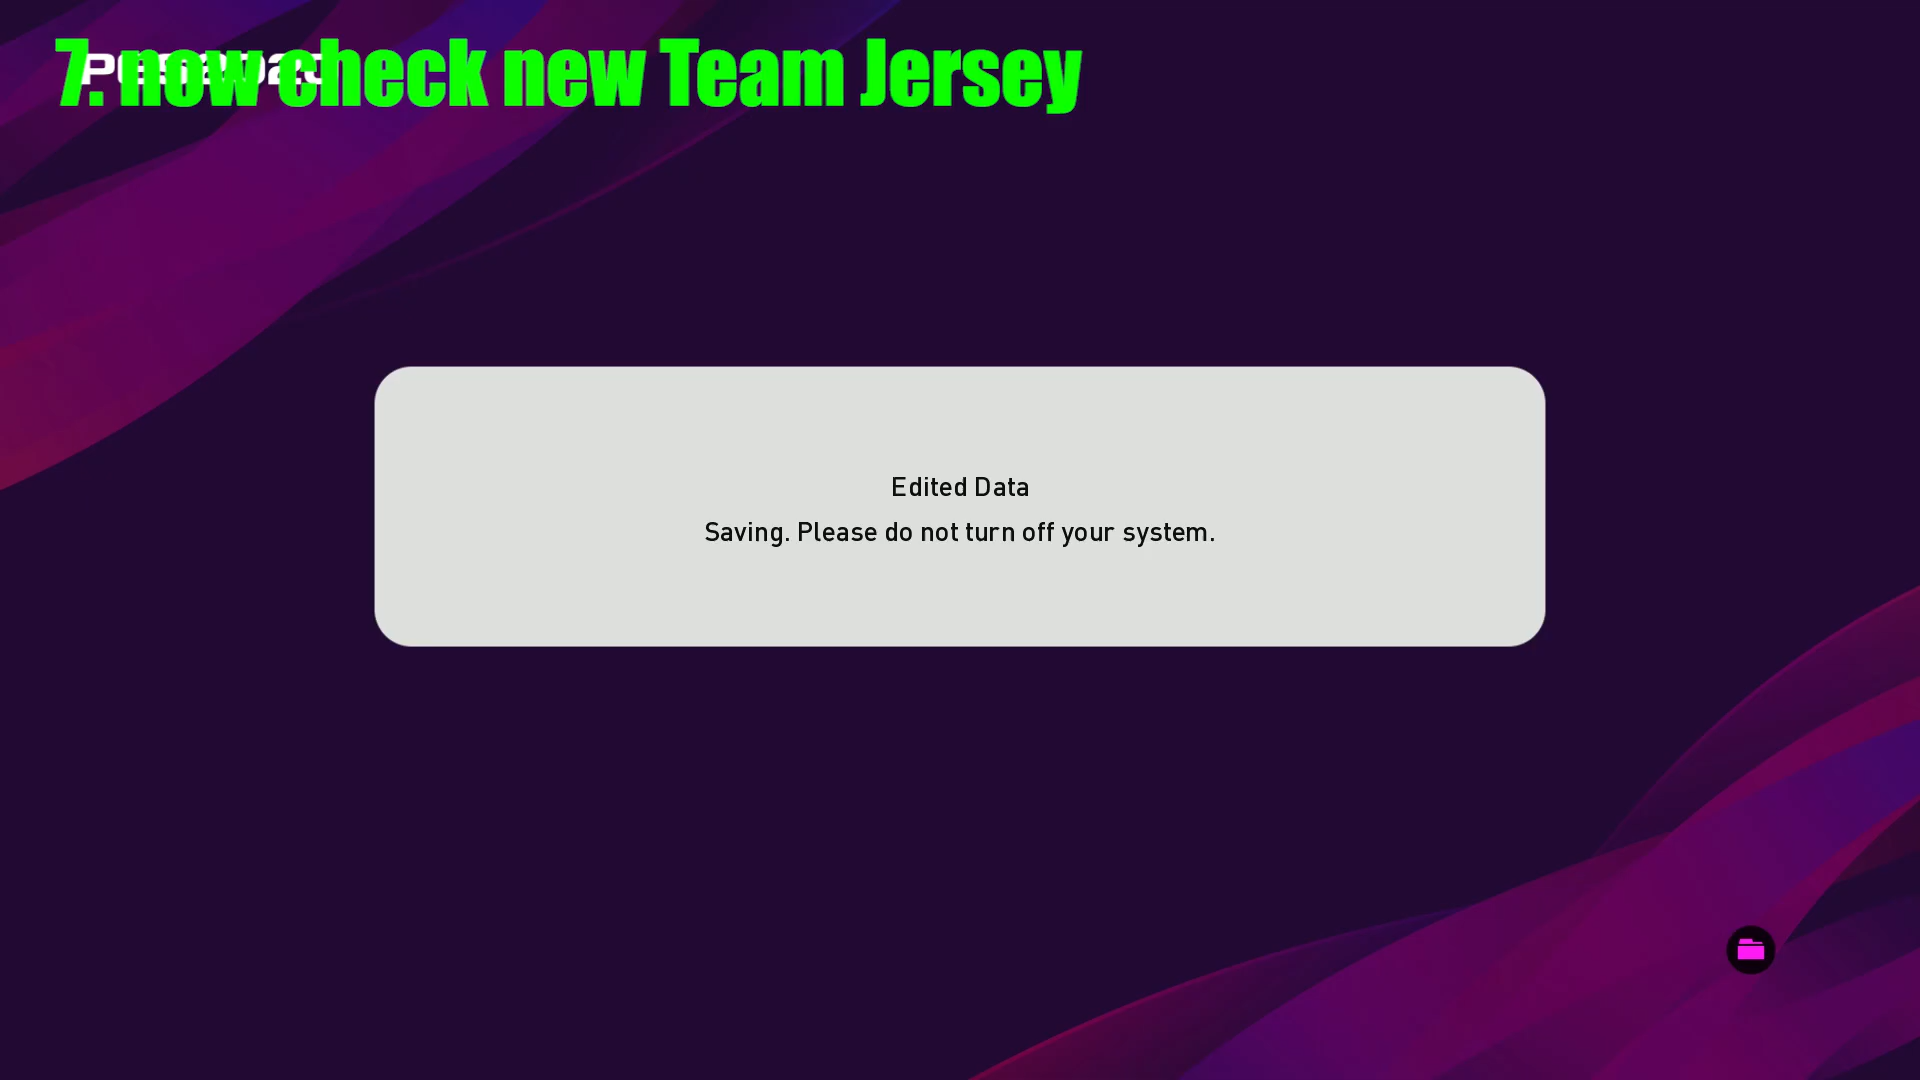 7. now check new Team Jersey
Edited Data
Saving. Please do not turn off your system.